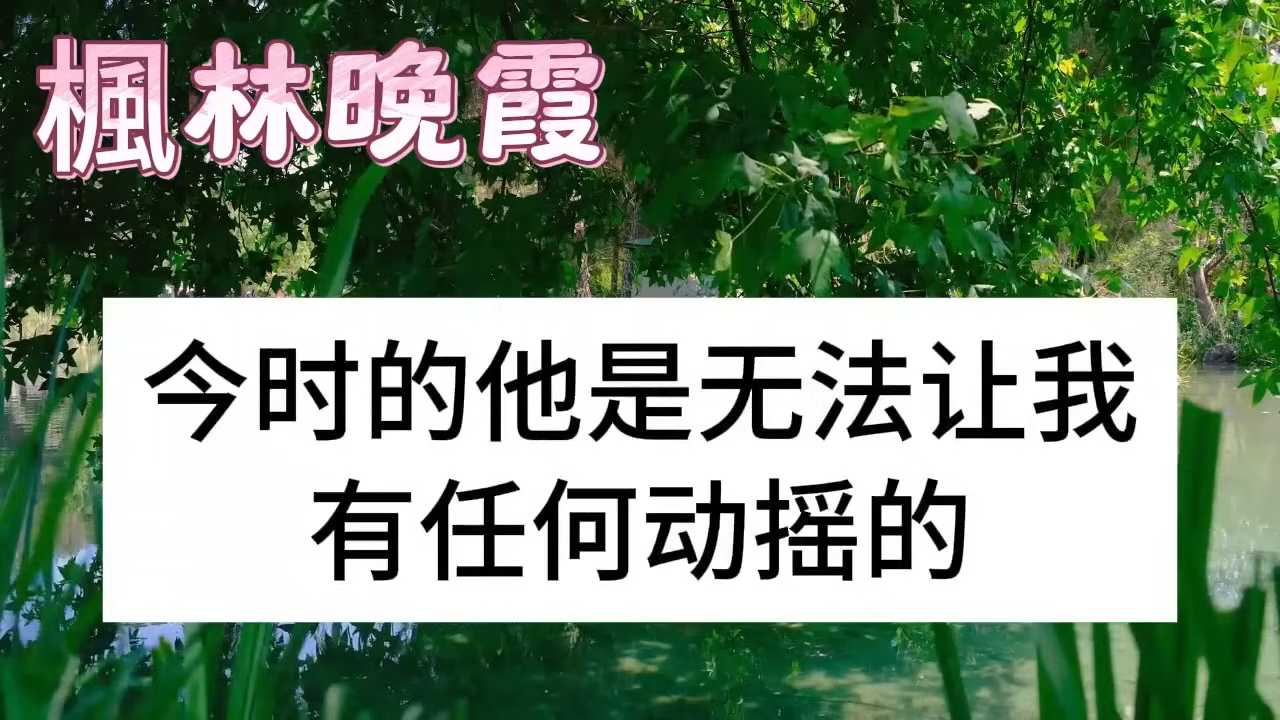 楓林晚霞
今时的他是无法让我
有任何动摇的